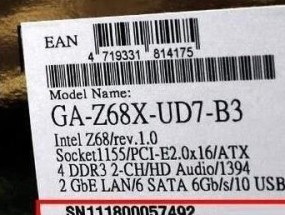 EAN
4 719331 814175
Model Name:
GA-Z68X-UD7-B3
Intel Z68/rev.1.0
Socket1155/PCI-E2.0x16/ATX
4 DDR3 2-CH/HD Audio/1394
2 GbE LAN/6 SATA 6Gb/s/10 USB
SN111800057492